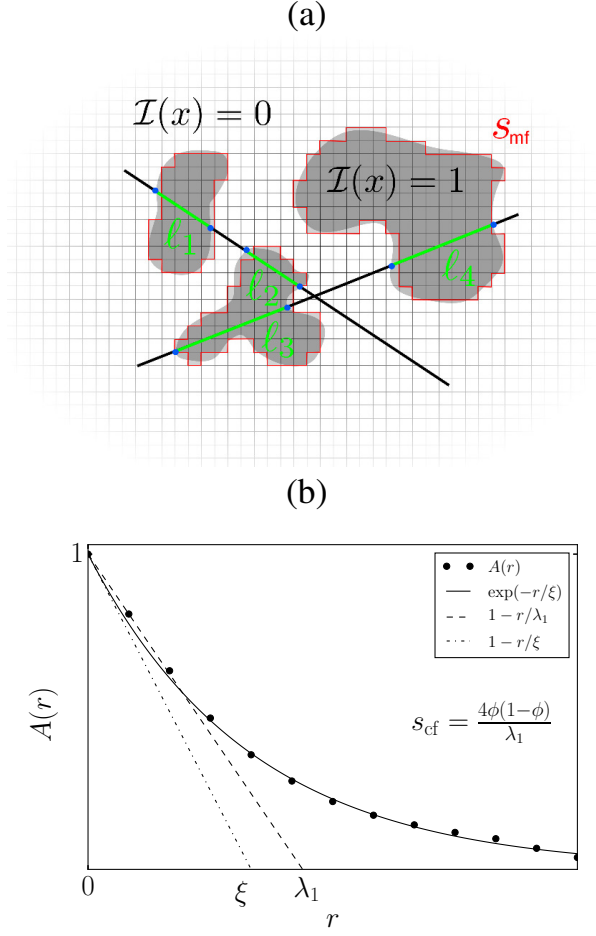 (a)
𝓘(x) = 0
s_mf
𝓘(x) = 1
ℓ₁
ℓ₂
ℓ₄
ℓ₃
(b)
1
A(r)
exp(−r/ξ)
1 − r/λ₁
1 − r/ξ
A(r)
s_cf = 4ϕ(1−ϕ)/λ₁
0
ξ
λ₁
r